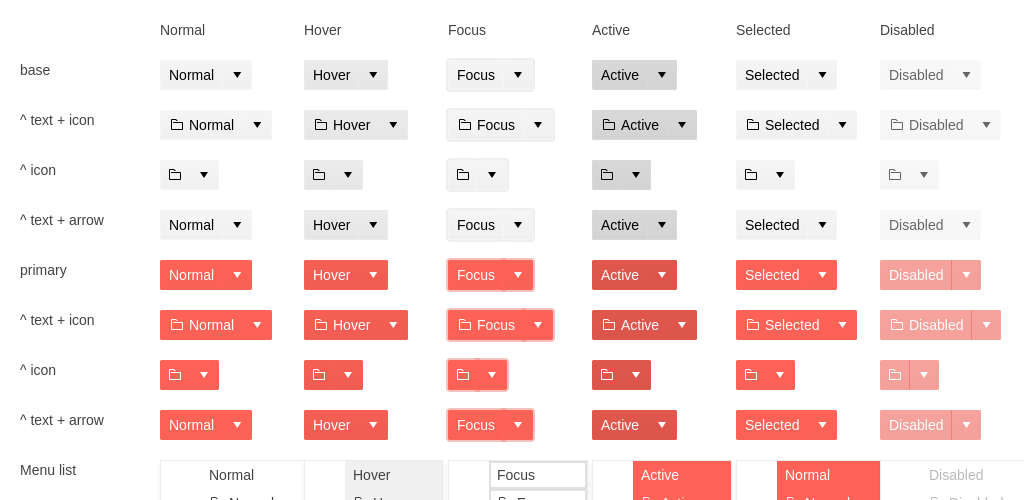 Normal Hover Focus Active Selected Disabled
base Normal Hover Focus Active Selected Disabled
^ text + icon Normal Hover Focus Active Selected Disabled
^ icon
^ text + arrow Normal Hover Focus Active Selected Disabled
primary Normal Hover Focus Active Selected Disabled
^ text + icon Normal Hover Focus Active Selected Disabled
^ icon
^ text + arrow Normal Hover Focus Active Selected Disabled
Menu list Normal Hover Focus Active Normal Disabled